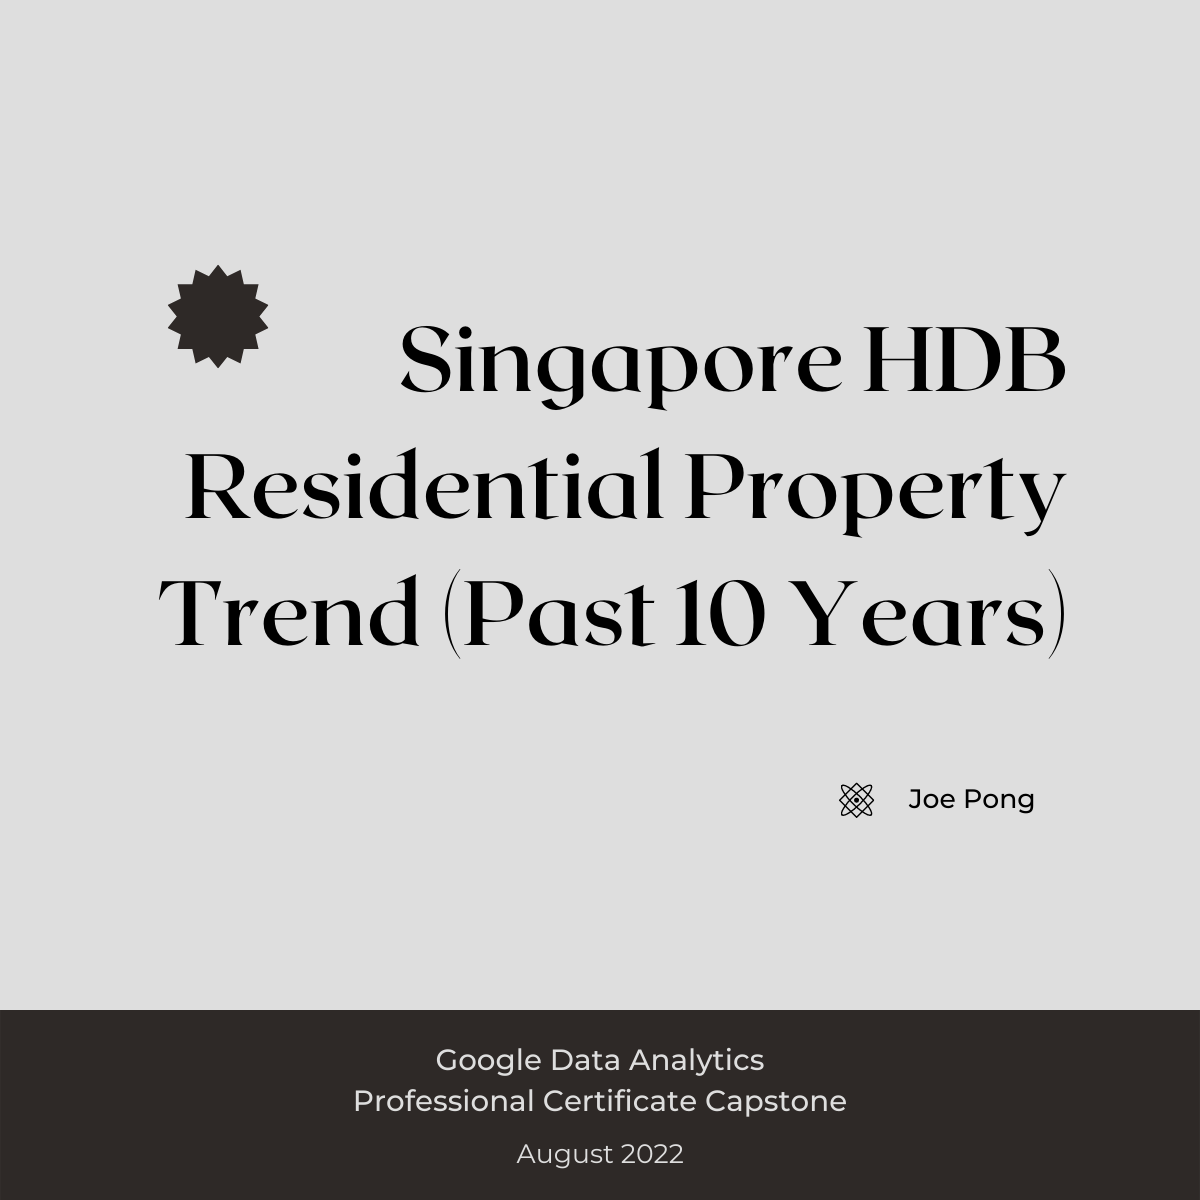 Singapore HDB
Residential Property
Trend (Past 10 Years)
Joe Pong
Google Data Analytics
Professional Certificate Capstone
August 2022